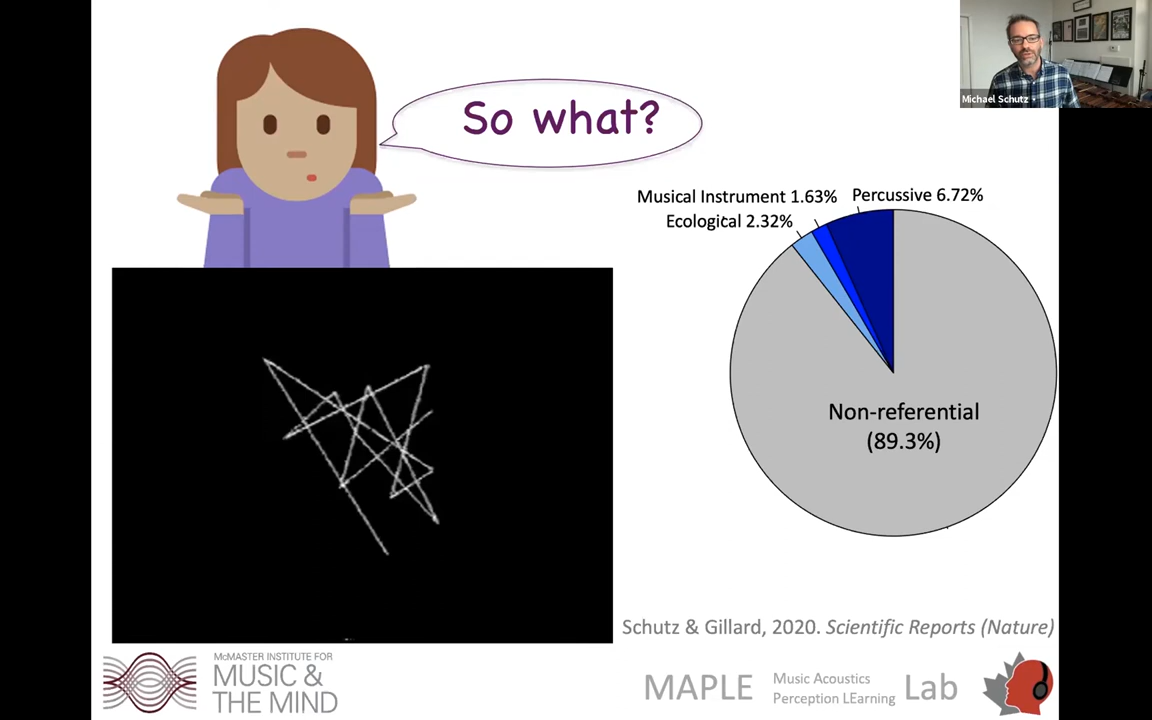 So what?
Michael Schutz
Musical Instrument 1.63%
Percussive 6.72%
Ecological 2.32%
Non-referential
(89.3%)
Schutz & Gillard, 2020. Scientific Reports (Nature)
McMASTER INSTITUTE FOR
MUSIC &
THE MIND
MAPLE
Music Acoustics
Perception LEarning
Lab